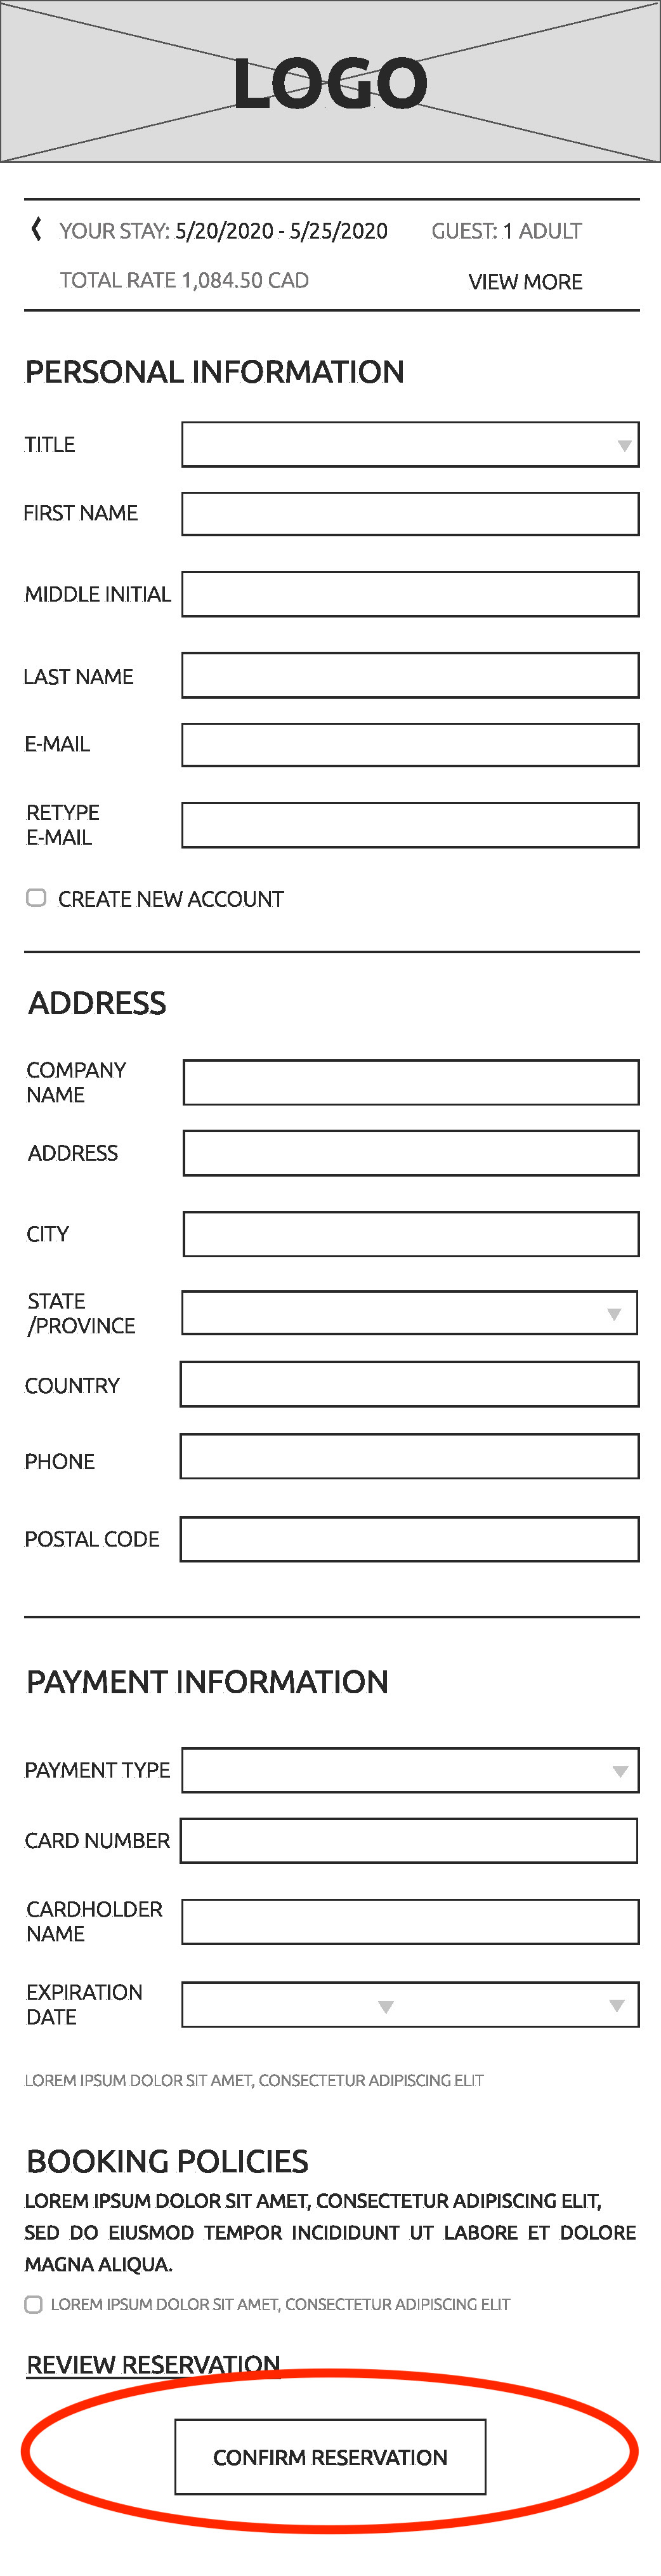 LOGO
YOUR STAY: 5/20/2020 - 5/25/2020 GUEST: 1 ADULT
TOTAL RATE 1,084.50 CAD VIEW MORE
PERSONAL INFORMATION
TITLE
FIRST NAME
MIDDLE INITIAL
LAST NAME
E-MAIL
RETYPE
E-MAIL
CREATE NEW ACCOUNT
ADDRESS
COMPANY
NAME
ADDRESS
CITY
STATE
/PROVINCE
COUNTRY
PHONE
POSTAL CODE
PAYMENT INFORMATION
PAYMENT TYPE
CARD NUMBER
CARDHOLDER
NAME
EXPIRATION
DATE
LOREM IPSUM DOLOR SIT AMET, CONSECTETUR ADIPISCING ELIT
BOOKING POLICIES
LOREM IPSUM DOLOR SIT AMET, CONSECTETUR ADIPISCING ELIT,
SED DO EIUSMOD TEMPOR INCIDIDUNT UT LABORE ET DOLORE
MAGNA ALIQUA.
LOREM IPSUM DOLOR SIT AMET, CONSECTETUR ADIPISCING ELIT
REVIEW RESERVATION
CONFIRM RESERVATION